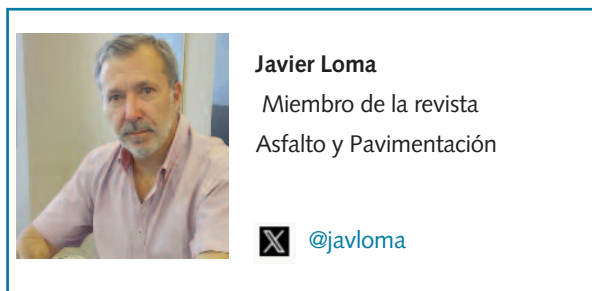 Javier Loma
Miembro de la revista
Asfalto y Pavimentación
@javloma